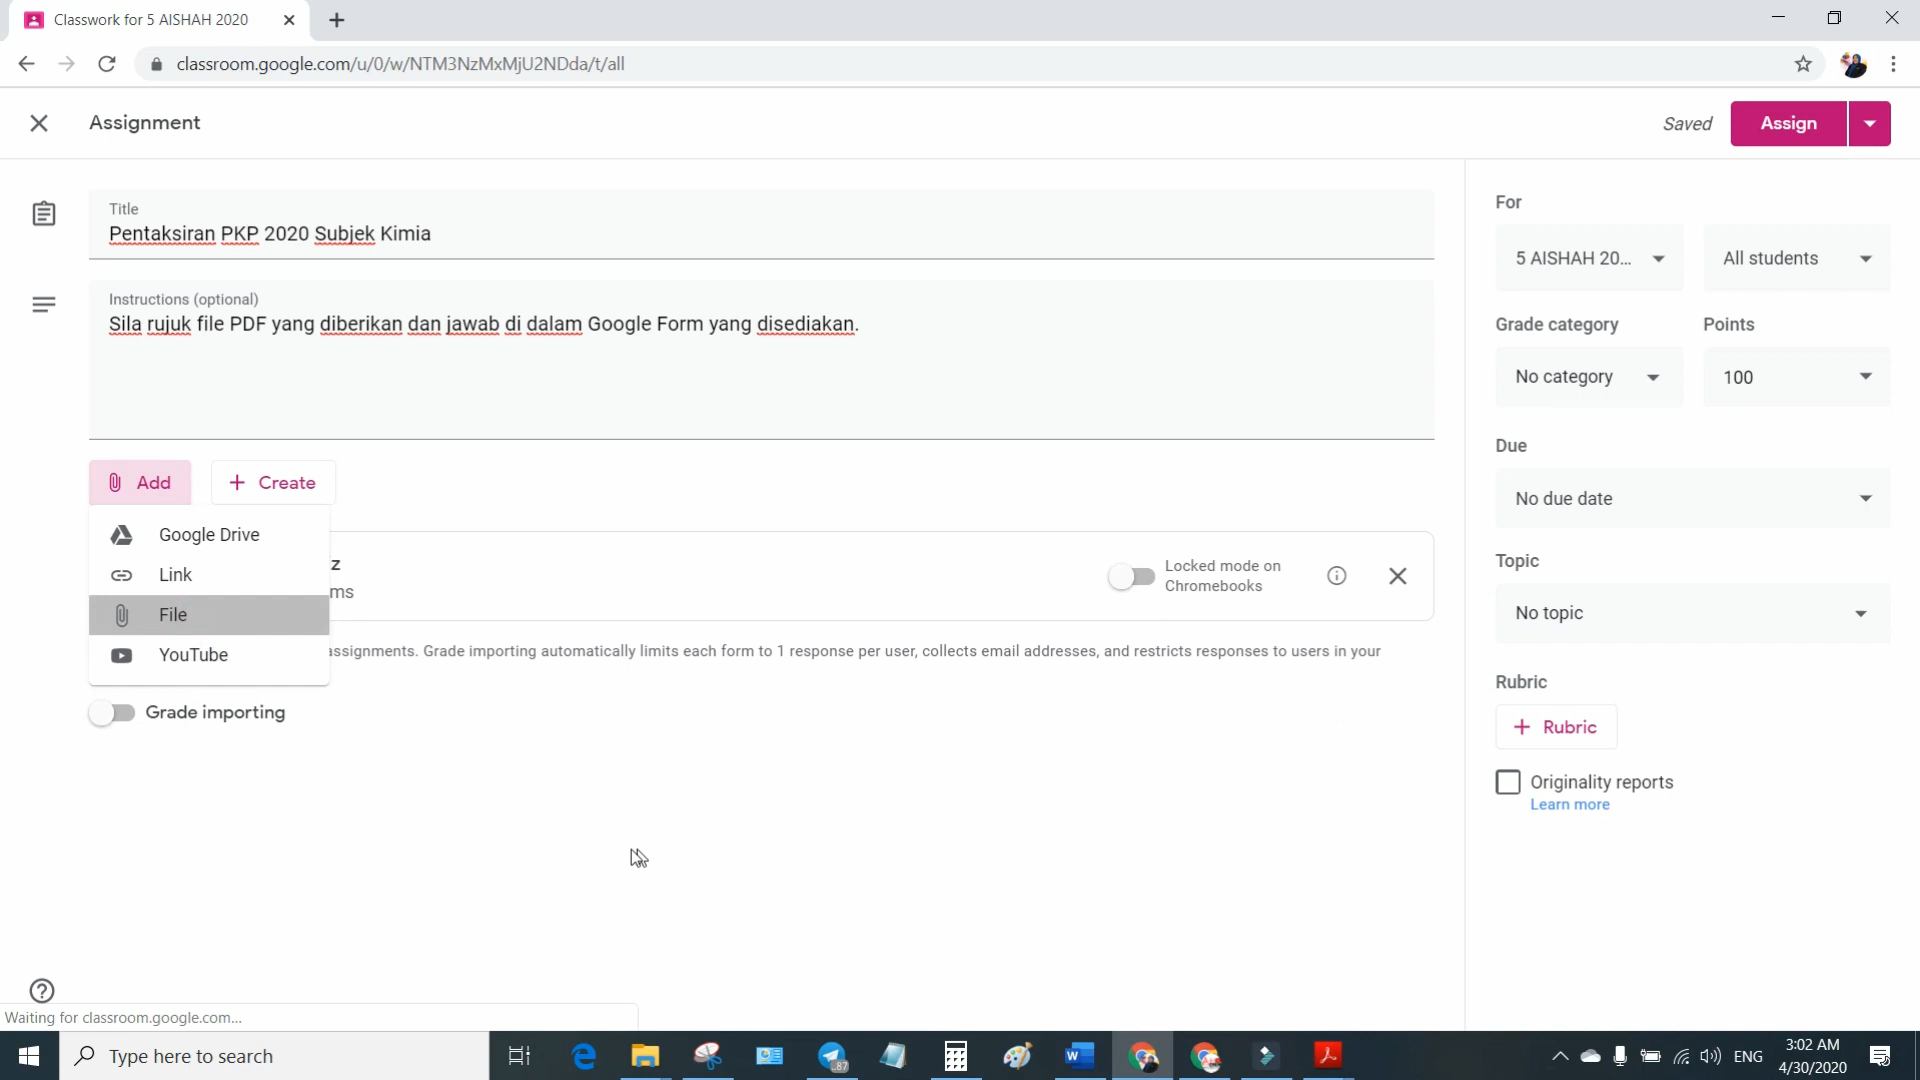 Classwork for 5 AISHAH 2020
classroom.google.com/u/0/w/NTM3NzMxMjU2NDda/t/all
Assignment
Saved
Assign
Title
Pentaksiran PKP 2020 Subjek Kimia
Instructions (optional)
Sila rujuk file PDF yang diberikan dan jawab di dalam Google Form yang disediakan.
Add
Create
Google Drive
Link
File
YouTube
z
ms
Locked mode on
Chromebooks
assignments. Grade importing automatically limits each form to 1 response per user, collects email addresses, and restricts responses to users in your
Grade importing
For
5 AISHAH 20...
All students
Grade category
Points
No category
100
Due
No due date
Topic
No topic
Rubric
Rubric
Originality reports
Learn more
Waiting for classroom.google.com...
Type here to search
87
ENG
3:02 AM
4/30/2020